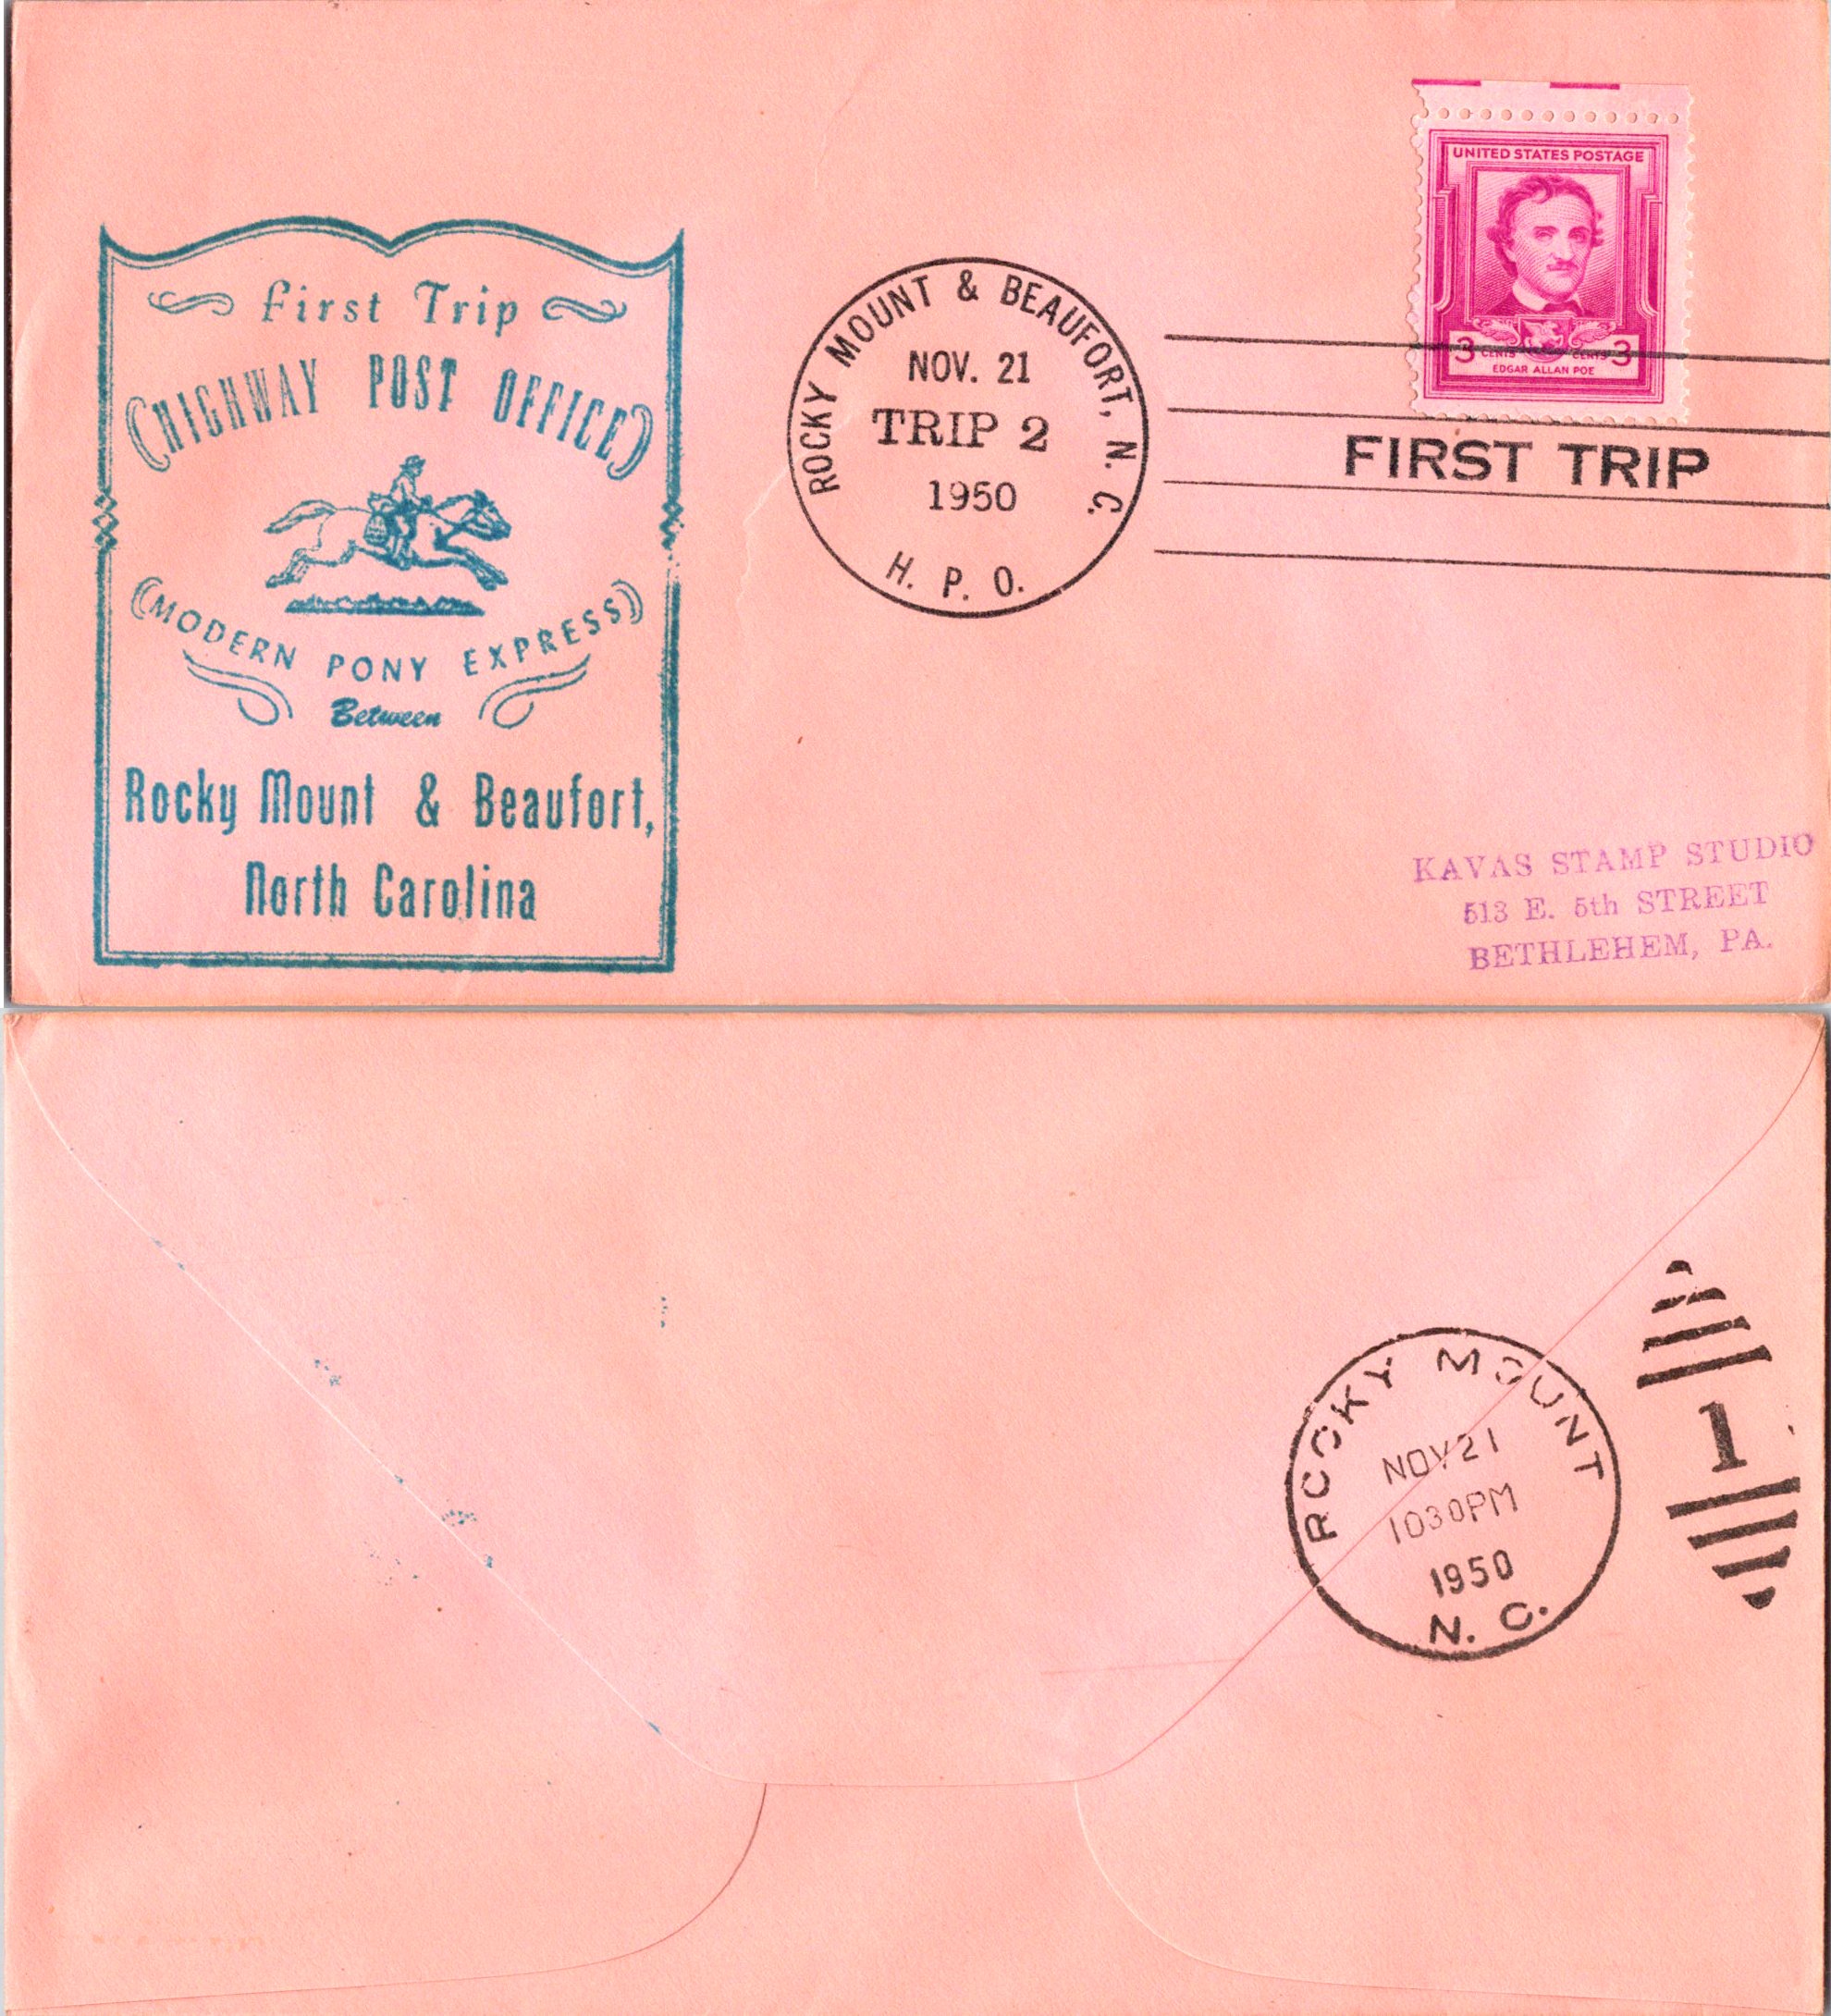 First Trip
HIGHWAY POST OFFICE
MODERN PONY EXPRESS
Between
Rocky Mount & Beaufort,
North Carolina
ROCKY MOUNT & BEAUFORT, N. C.
NOV. 21
TRIP 2
1950
H. P. O.
UNITED STATES POSTAGE
3 CENTS CENTS 3
EDGAR ALLAN POE
FIRST TRIP
KAVAS STAMP STUDIO
513 E. 5th STREET
BETHLEHEM, PA.
ROCKY MOUNT
NOV 21
1030PM
1950
N. C.
1